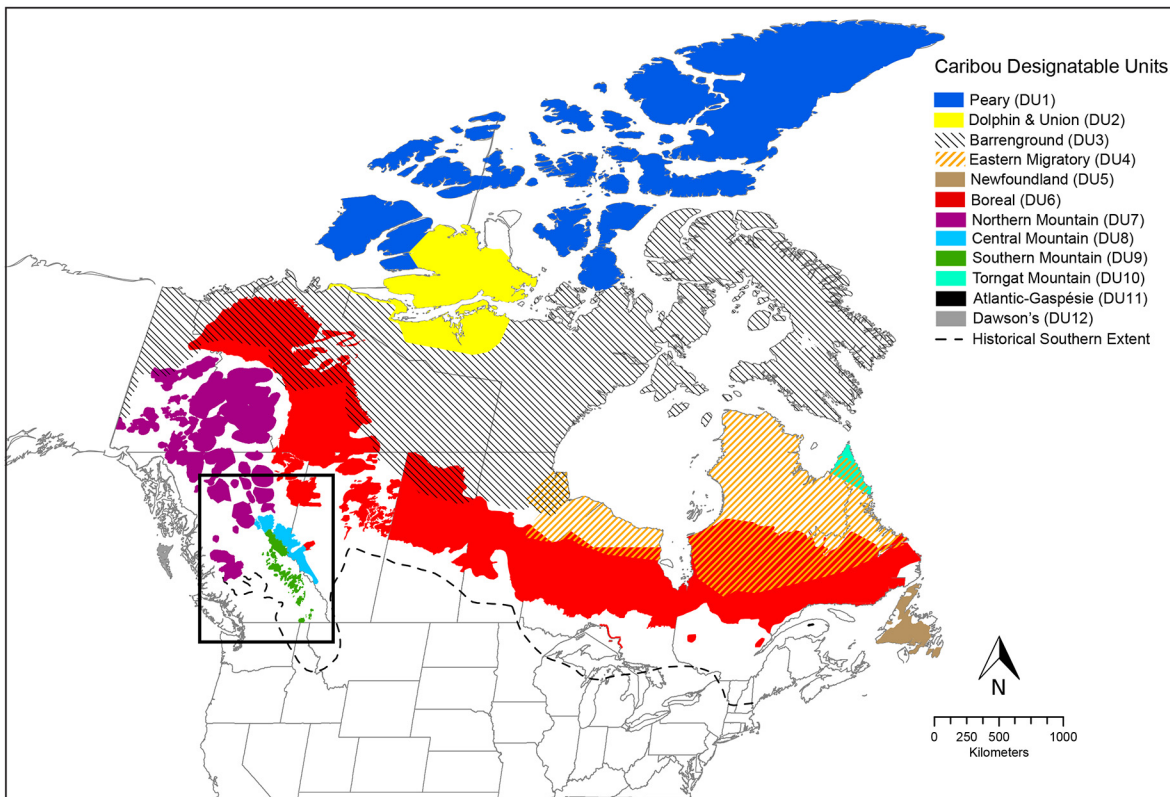 Caribou Designatable Units
Peary (DU1)
Dolphin & Union (DU2)
Barrenground (DU3)
Eastern Migratory (DU4)
Newfoundland (DU5)
Boreal (DU6)
Northern Mountain (DU7)
Central Mountain (DU8)
Southern Mountain (DU9)
Torngat Mountain (DU10)
Atlantic-Gaspésie (DU11)
Dawson's (DU12)
Historical Southern Extent
N
0 250 500 1000
Kilometers